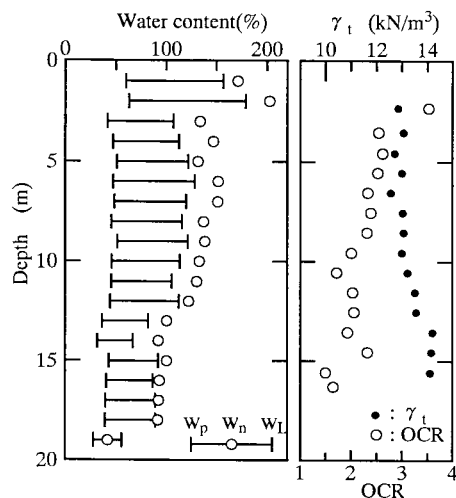 Water content(%)
0 100 200
γt (kN/m³)
10 12 14
0
5
10
15
20
Depth (m)
Wp Wn WL
● : γt
○ : OCR
1 2 3 4
OCR